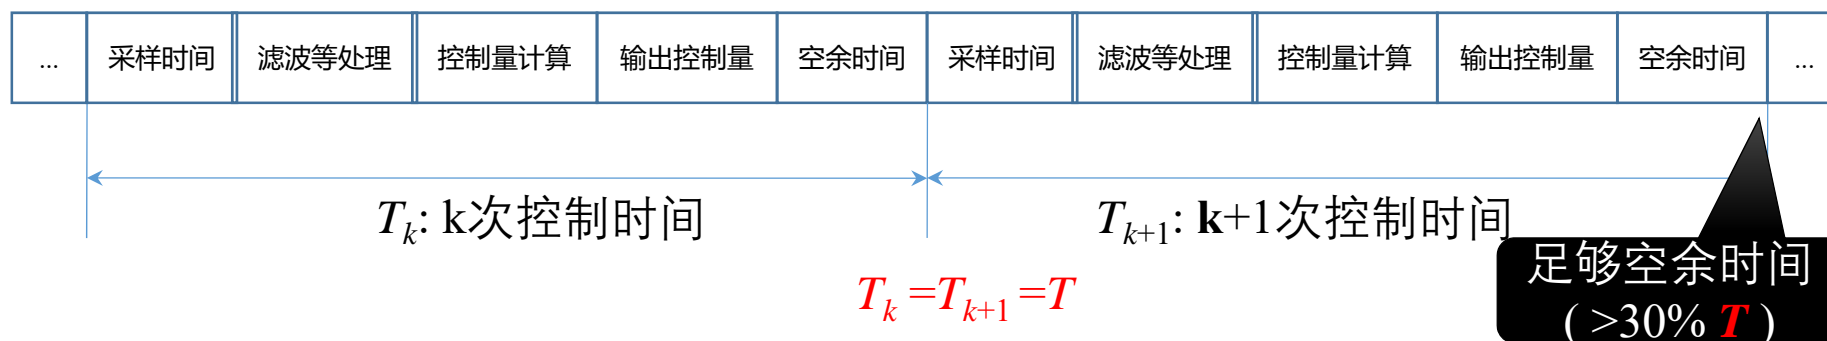 ... 采样时间 滤波等处理 控制量计算 输出控制量 空余时间 采样时间 滤波等处理 控制量计算 输出控制量 空余时间 ...
Tk: k次控制时间 Tk+1: k+1次控制时间
足够空余时间
Tk =Tk+1 =T
( >30% T )